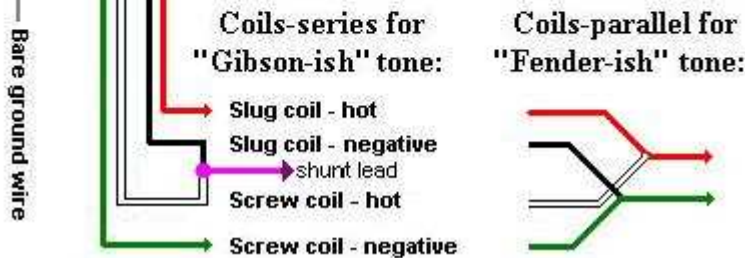 Bare ground wire
Coils-series for
"Gibson-ish" tone:
Slug coil - hot
Slug coil - negative
shunt lead
Screw coil - hot
Screw coil - negative
Coils-parallel for
"Fender-ish" tone: